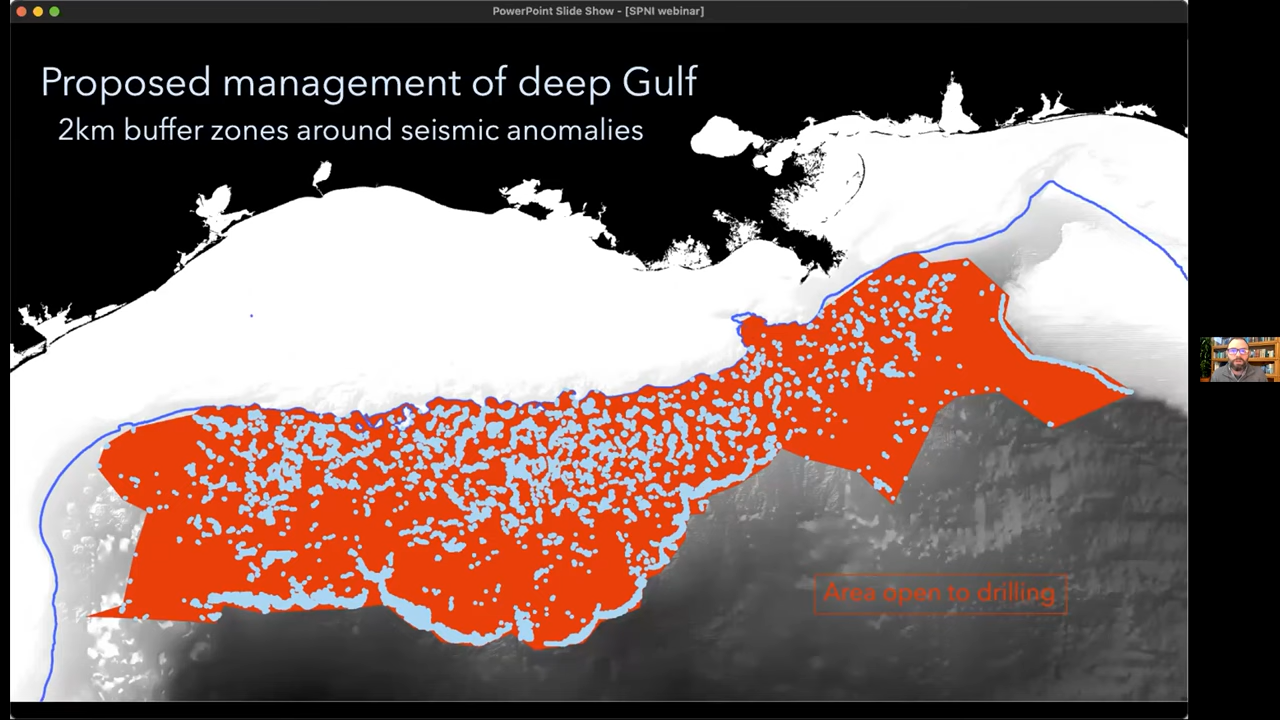 PowerPoint Slide Show - [SPNI webinar]
Proposed management of deep Gulf
2km buffer zones around seismic anomalies
Area open to drilling